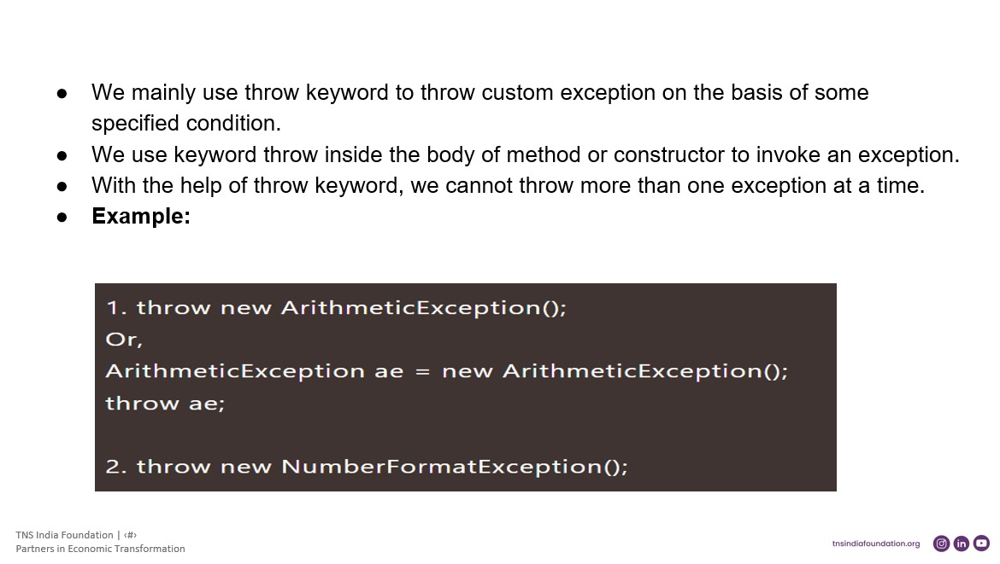 ● We mainly use throw keyword to throw custom exception on the basis of some
specified condition.
● We use keyword throw inside the body of method or constructor to invoke an exception.
● With the help of throw keyword, we cannot throw more than one exception at a time.
● Example:
1. throw new ArithmeticException();
Or,
ArithmeticException ae = new ArithmeticException();
throw ae;
2. throw new NumberFormatException();
TNS India Foundation | ‹#›
Partners in Economic Transformation
tnsindiafoundation.org